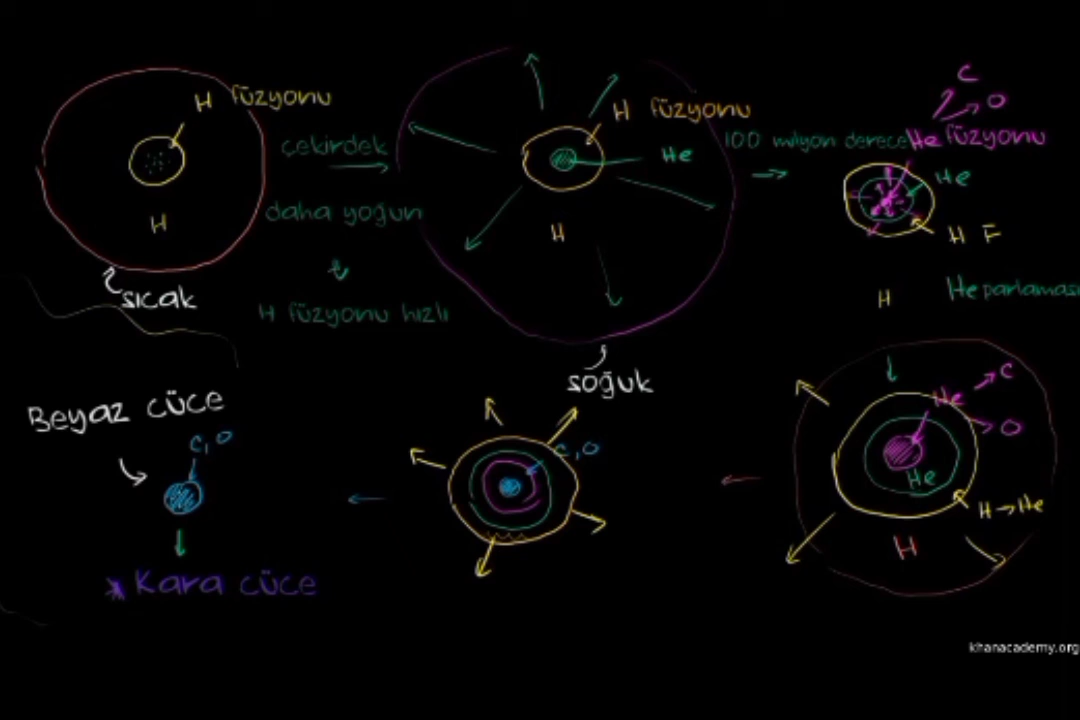 H füzyonu
çekirdek
daha yoğun
H füzyonu hızlı
H
sıcak
H füzyonu
He
H
soğuk
100 milyon derece
C
O
He füzyonu
He
H F
H
He parlaması
He
C
O
He
H → He
H
C, O
Beyaz cüce
C, O
Kara cüce
khanacademy.org